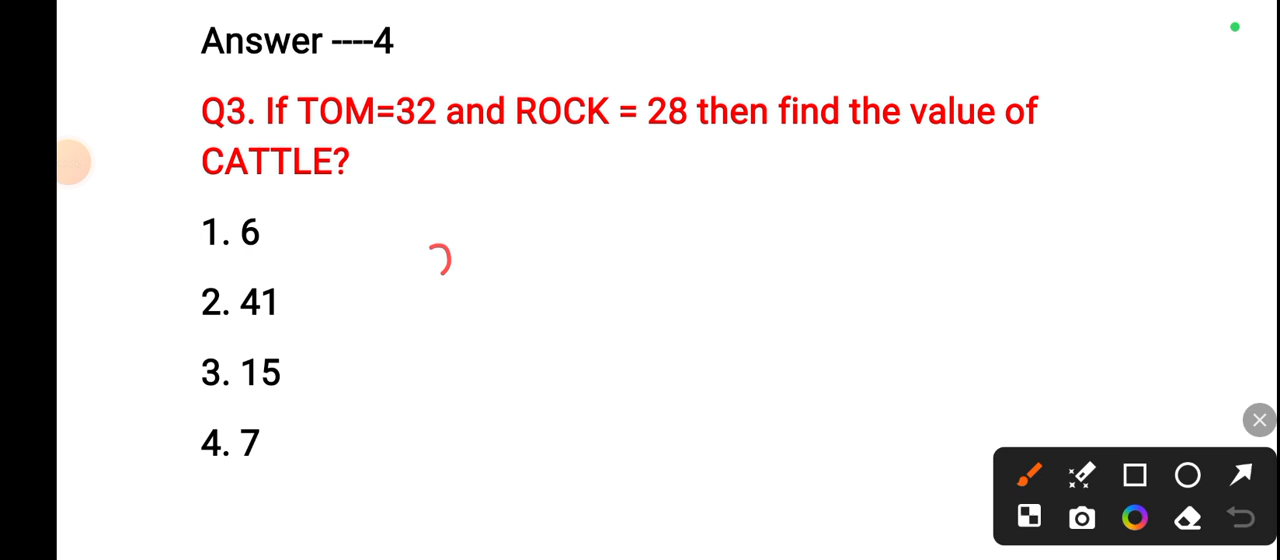 Answer ----4
Q3. If TOM=32 and ROCK = 28 then find the value of
CATTLE?
1. 6
2. 41
3. 15
4. 7